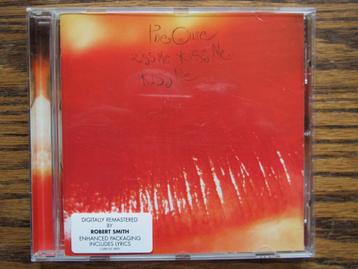 The Cure
Kiss Me Kiss Me
Kiss Me
DIGITALLY REMASTERED
BY
ROBERT SMITH
ENHANCED PACKAGING
INCLUDES LYRICS